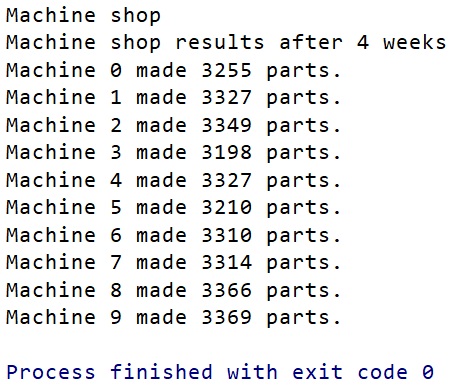 Machine shop
Machine shop results after 4 weeks
Machine 0 made 3255 parts.
Machine 1 made 3327 parts.
Machine 2 made 3349 parts.
Machine 3 made 3198 parts.
Machine 4 made 3327 parts.
Machine 5 made 3210 parts.
Machine 6 made 3310 parts.
Machine 7 made 3314 parts.
Machine 8 made 3366 parts.
Machine 9 made 3369 parts.
Process finished with exit code 0